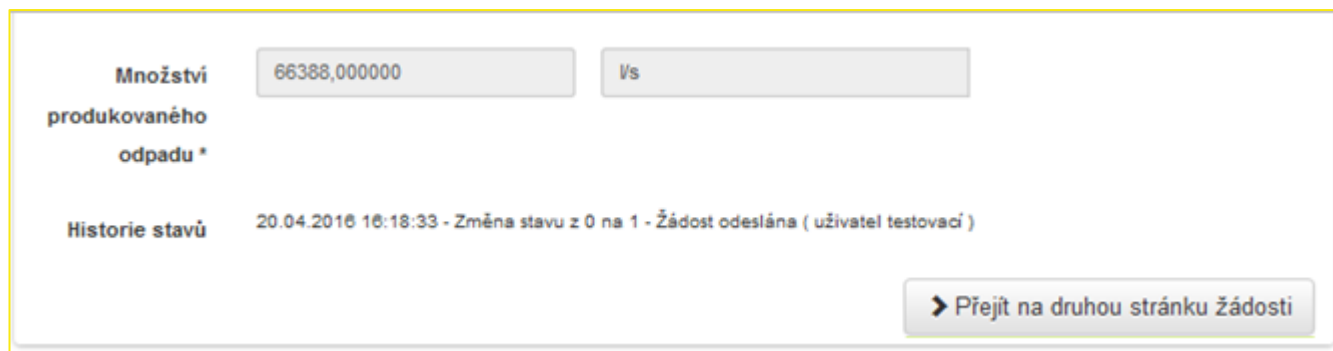 Množství
produkovaného
odpadu *
66388,000000
l/s
Historie stavů
20.04.2016 16:18:33 - Změna stavu z 0 na 1 - Žádost odeslána ( uživatel testovací )
Přejít na druhou stránku žádosti